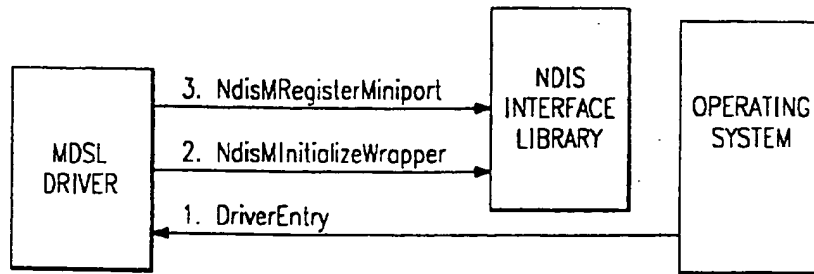 MDSL
DRIVER
3. NdisMRegisterMiniport
2. NdisMInitializeWrapper
1. DriverEntry
NDIS
INTERFACE
LIBRARY
OPERATING
SYSTEM